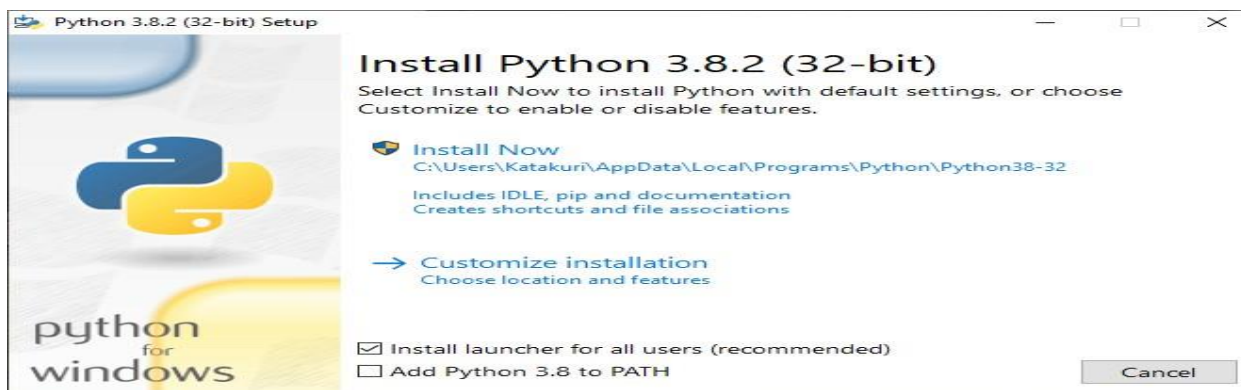 Python 3.8.2 (32-bit) Setup
Install Python 3.8.2 (32-bit)
Select Install Now to install Python with default settings, or choose
Customize to enable or disable features.
Install Now
C:\Users\Katakuri\AppData\Local\Programs\Python\Python38-32
Includes IDLE, pip and documentation
Creates shortcuts and file associations
Customize installation
Choose location and features
python
for
windows
Install launcher for all users (recommended)
Add Python 3.8 to PATH
Cancel